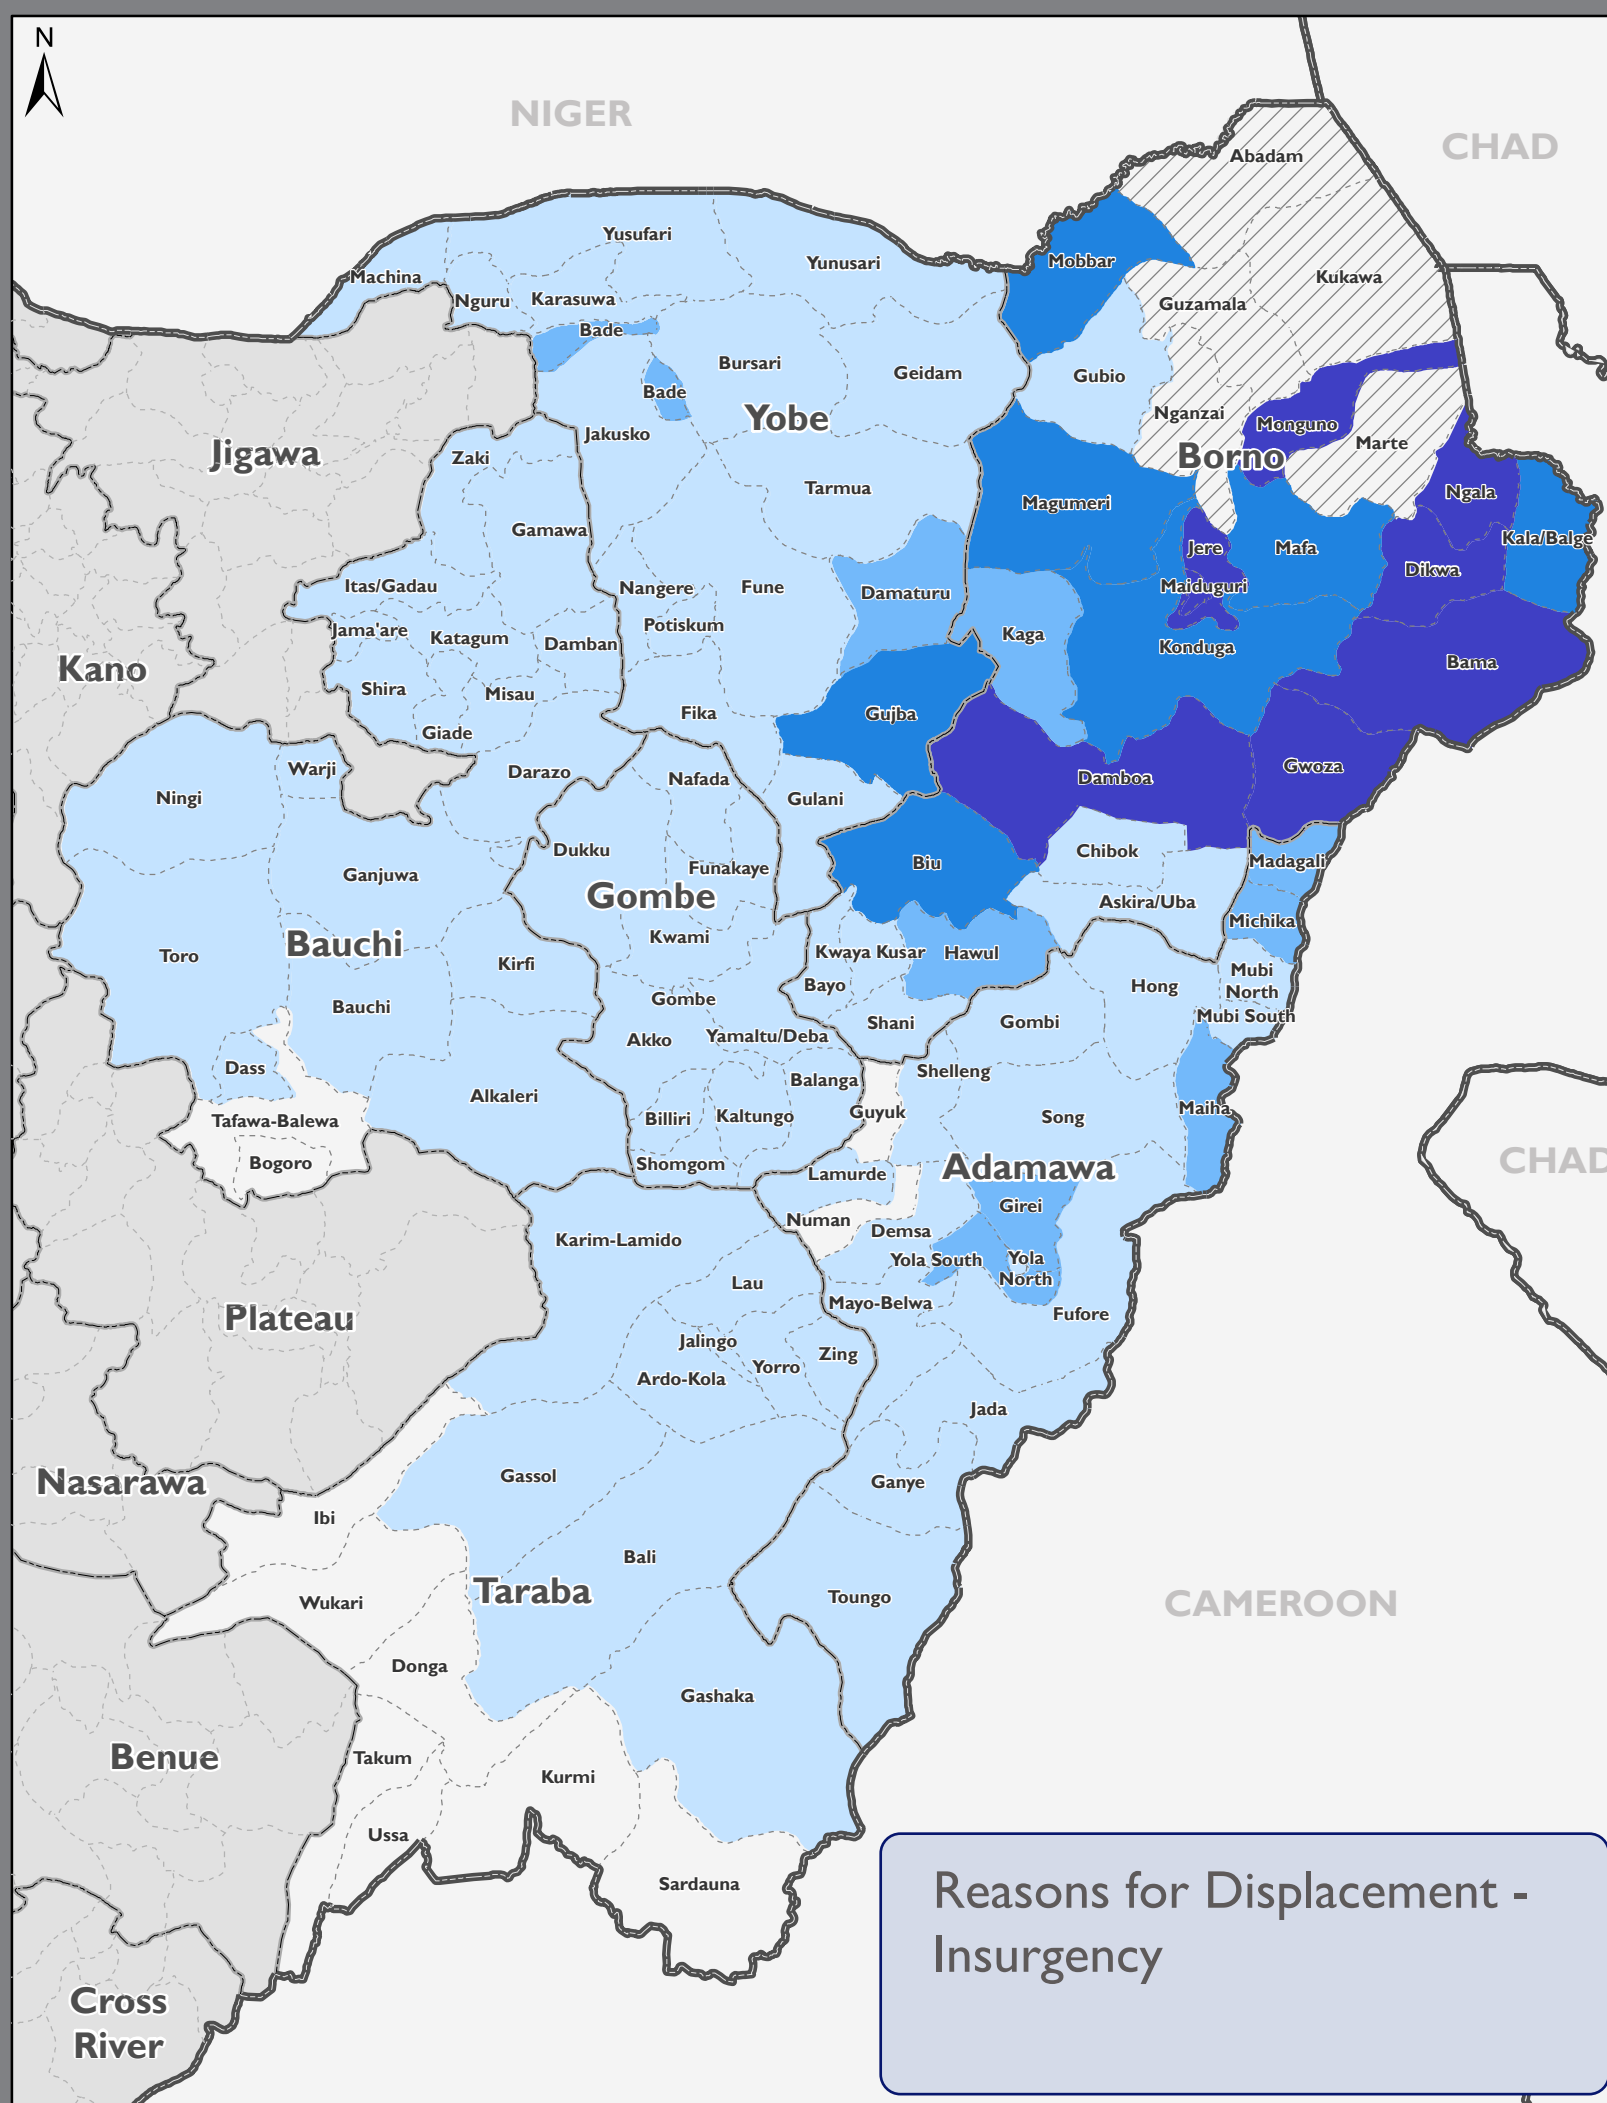 N
NIGER
CHAD
Abadam
Yusufari
Mobbar
Yunusari
Machina
Kukawa
Nguru
Karasuwa
Guzamala
Bade
Bursari
Geidam
Gubio
Bade
Yobe
Nganzai
Monguno
Jakusko
Marte
Jigawa
Zaki
Borno
Tarmua
Ngala
Magumeri
Gamawa
Kala/Balge
Jere
Mafa
Dikwa
Itas/Gadau
Nangere
Fune
Damaturu
Maiduguri
Jama'are
Katagum
Potiskum
Kaga
Damban
Konduga
Kano
Bama
Shira
Misau
Fika
Gujba
Giade
Warji
Darazo
Nafada
Damboa
Gwoza
Ningi
Gulani
Dukku
Chibok
Biu
Madagali
Ganjuwa
Funakaye
Gombe
Askira/Uba
Michika
Bauchi
Kwami
Toro
Kirfi
Kwaya Kusar
Hawul
Mubi
North
Bayo
Hong
Bauchi
Gombe
Mubi South
Akko
Yamaltu/Deba
Shani
Gombi
Dass
Shelleng
Balanga
Alkaleri
Guyuk
Maiha
Tafawa-Balewa
Billiri
Kaltungo
Song
Bogoro
Shomgom
Adamawa
CHAD
Lamurde
Girei
Numan
Demsa
Karim-Lamido
Yola South
Yola
North
Lau
Mayo-Belwa
Plateau
Fufore
Jalingo
Yorro
Zing
Ardo-Kola
Jada
Nasarawa
Gassol
Ganye
Ibi
Bali
Taraba
Toungo
Wukari
CAMEROON
Donga
Gashaka
Benue
Takum
Kurmi
Ussa
Sardauna
Reasons for Displacement -
Insurgency
Cross
River